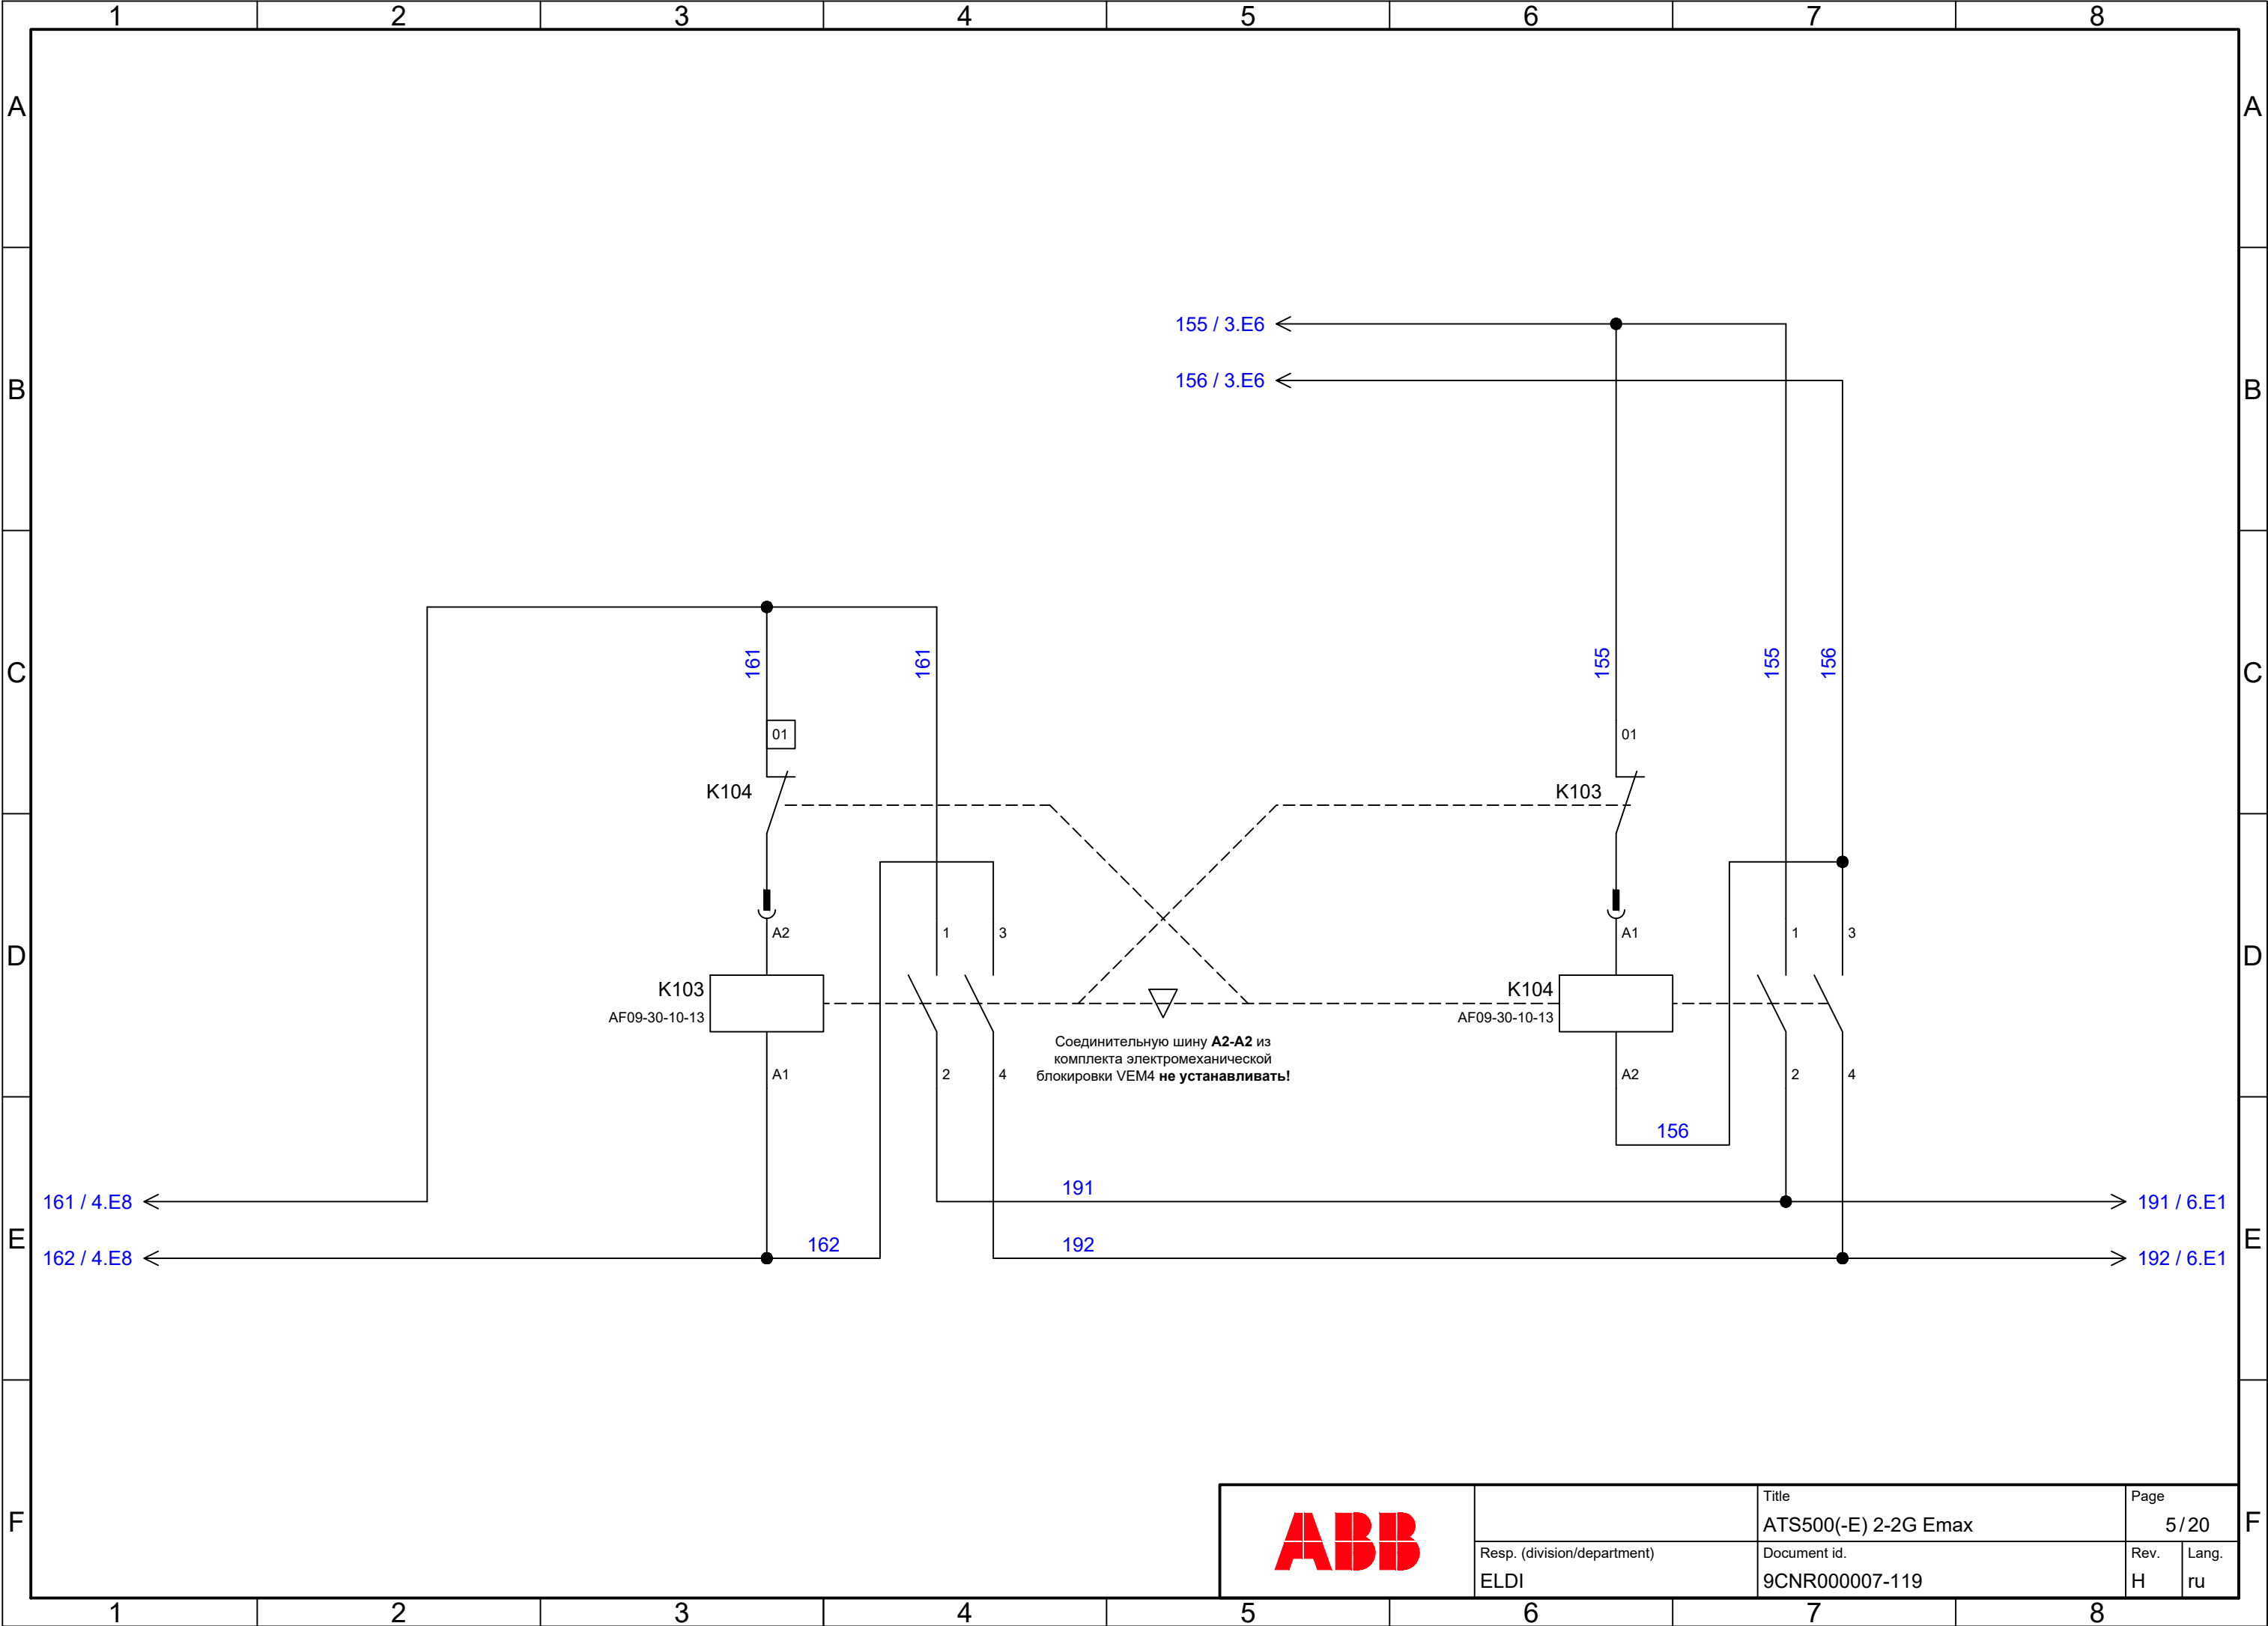 1 2 3 4 5 6 7 8
A A
155 / 3.E6
156 / 3.E6
B B
161 161 155 155 156
C C
01 01
K104 K103
A2 1 3 A1 1 3
D D
K103 K104
AF09-30-10-13 AF09-30-10-13
Соединительную шину A2-A2 из
комплекта электромеханической
блокировки VEM4 не устанавливать!
A1 2 4 A2 2 4
156
191
161 / 4.E8 191 / 6.E1
E E
162 192
162 / 4.E8 192 / 6.E1
F F
ABB
Title
ATS500(-E) 2-2G Emax
Page
5/20
Resp. (division/department)
ELDI
Document id.
9CNR000007-119
Rev.
H
Lang.
ru
1 2 3 4 5 6 7 8